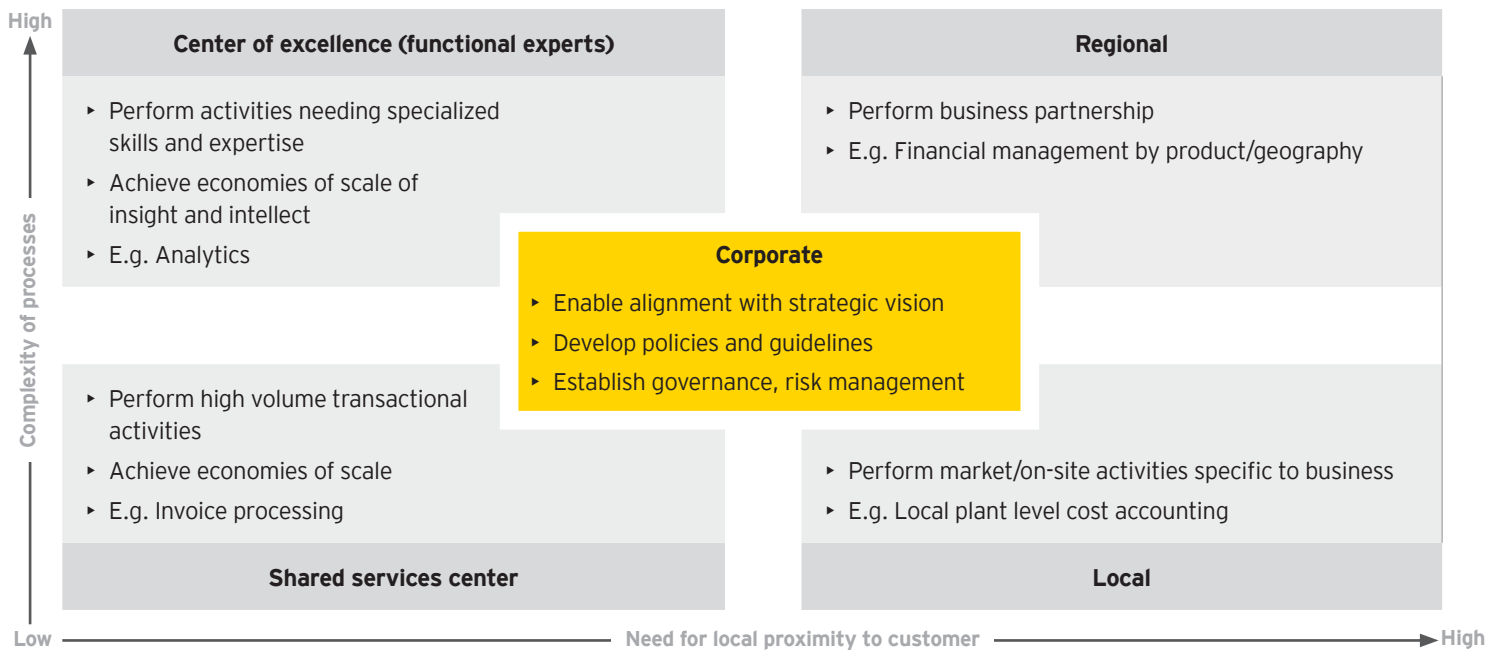 High
Complexity of processes
Center of excellence (functional experts)
‣ Perform activities needing specialized
skills and expertise
‣ Achieve economies of scale of
insight and intellect
‣ E.g. Analytics
Regional
‣ Perform business partnership
‣ E.g. Financial management by product/geography
Corporate
‣ Enable alignment with strategic vision
‣ Develop policies and guidelines
‣ Establish governance, risk management
‣ Perform high volume transactional
activities
‣ Achieve economies of scale
‣ E.g. Invoice processing
Shared services center
‣ Perform market/on-site activities specific to business
‣ E.g. Local plant level cost accounting
Local
Low
Need for local proximity to customer
High